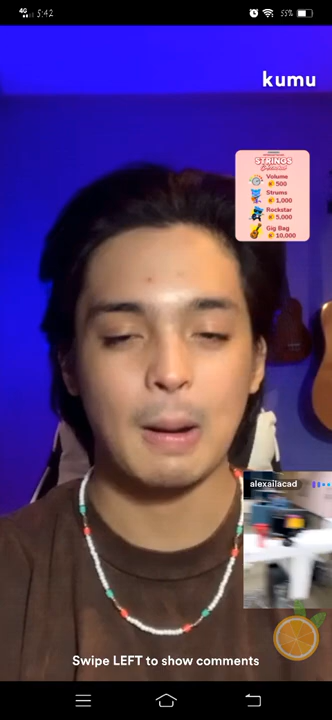 4G
5:42
55%
kumu
STRINGS
Volume
500
Strums
1,000
Rockstar
5,000
Gig Bag
10,000
alexailacad
Swipe LEFT to show comments